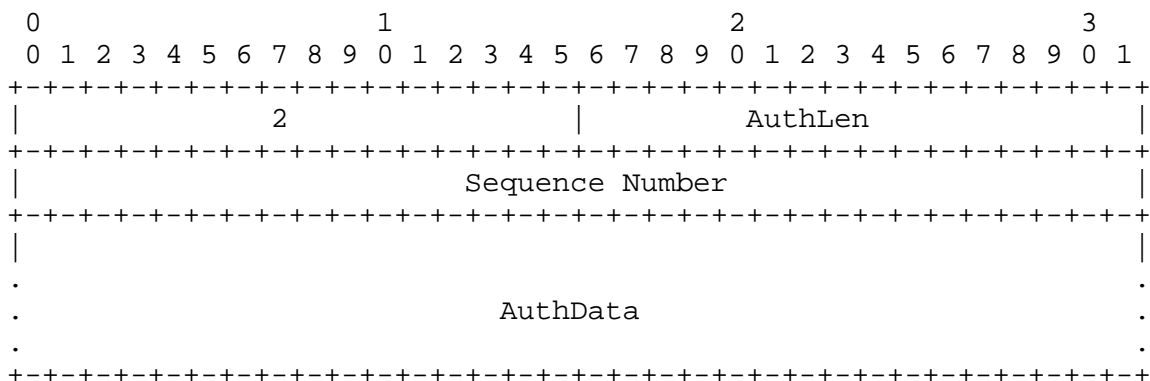 0                   1                   2                   3
 0 1 2 3 4 5 6 7 8 9 0 1 2 3 4 5 6 7 8 9 0 1 2 3 4 5 6 7 8 9 0 1
+-+-+-+-+-+-+-+-+-+-+-+-+-+-+-+-+-+-+-+-+-+-+-+-+-+-+-+-+-+-+-+-+
|              2                |         AuthLen               |
+-+-+-+-+-+-+-+-+-+-+-+-+-+-+-+-+-+-+-+-+-+-+-+-+-+-+-+-+-+-+-+-+
|                         Sequence Number                       |
+-+-+-+-+-+-+-+-+-+-+-+-+-+-+-+-+-+-+-+-+-+-+-+-+-+-+-+-+-+-+-+-+
|                                                               |
.                                                               .
.                           AuthData                            .
.                                                               .
+-+-+-+-+-+-+-+-+-+-+-+-+-+-+-+-+-+-+-+-+-+-+-+-+-+-+-+-+-+-+-+-+